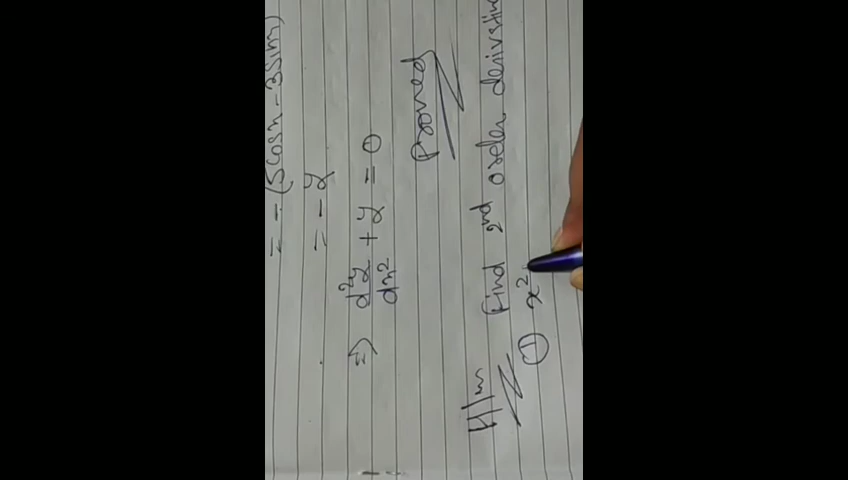 = -(5cosx - 3sinx)
= -y
⇒ d²y/dx² + y = 0
Proved
H/w Find 2nd order derivative
① x²